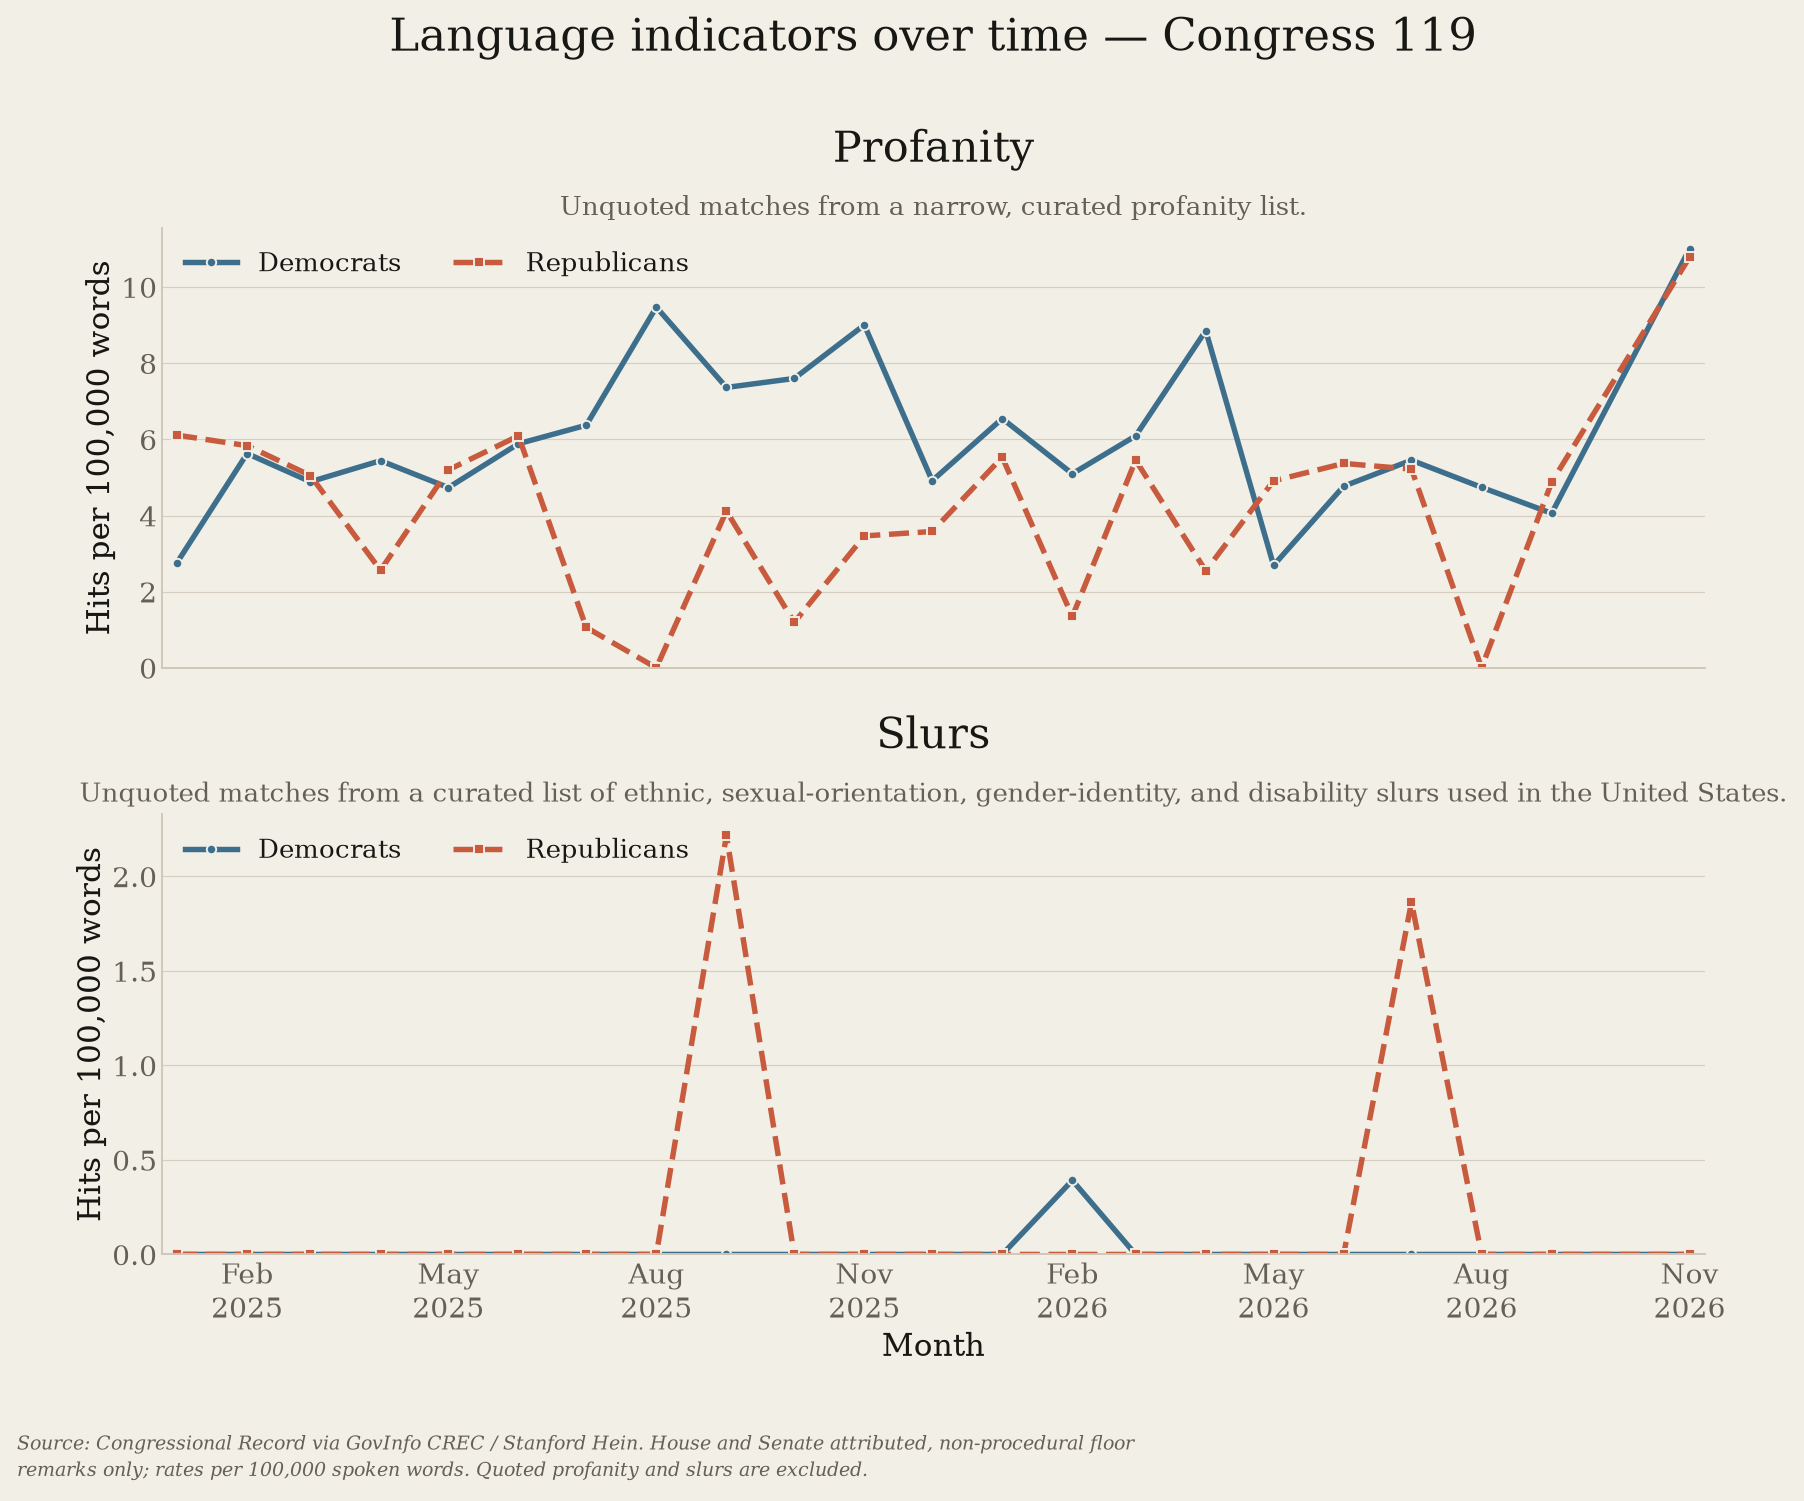 Language indicators over time — Congress 119
Profanity
Unquoted matches from a narrow, curated profanity list.
Democrats
Republicans
Hits per 100,000 words
10
8
6
4
2
0
Slurs
Unquoted matches from a curated list of ethnic, sexual-orientation, gender-identity, and disability slurs used in the United States.
Democrats
Republicans
Hits per 100,000 words
2.0
1.5
1.0
0.5
0.0
Feb May Aug Nov Feb May Aug Nov
2025 2025 2025 2025 2026 2026 2026 2026
Month
Source: Congressional Record via GovInfo CREC / Stanford Hein. House and Senate attributed, non-procedural floor
remarks only; rates per 100,000 spoken words. Quoted profanity and slurs are excluded.